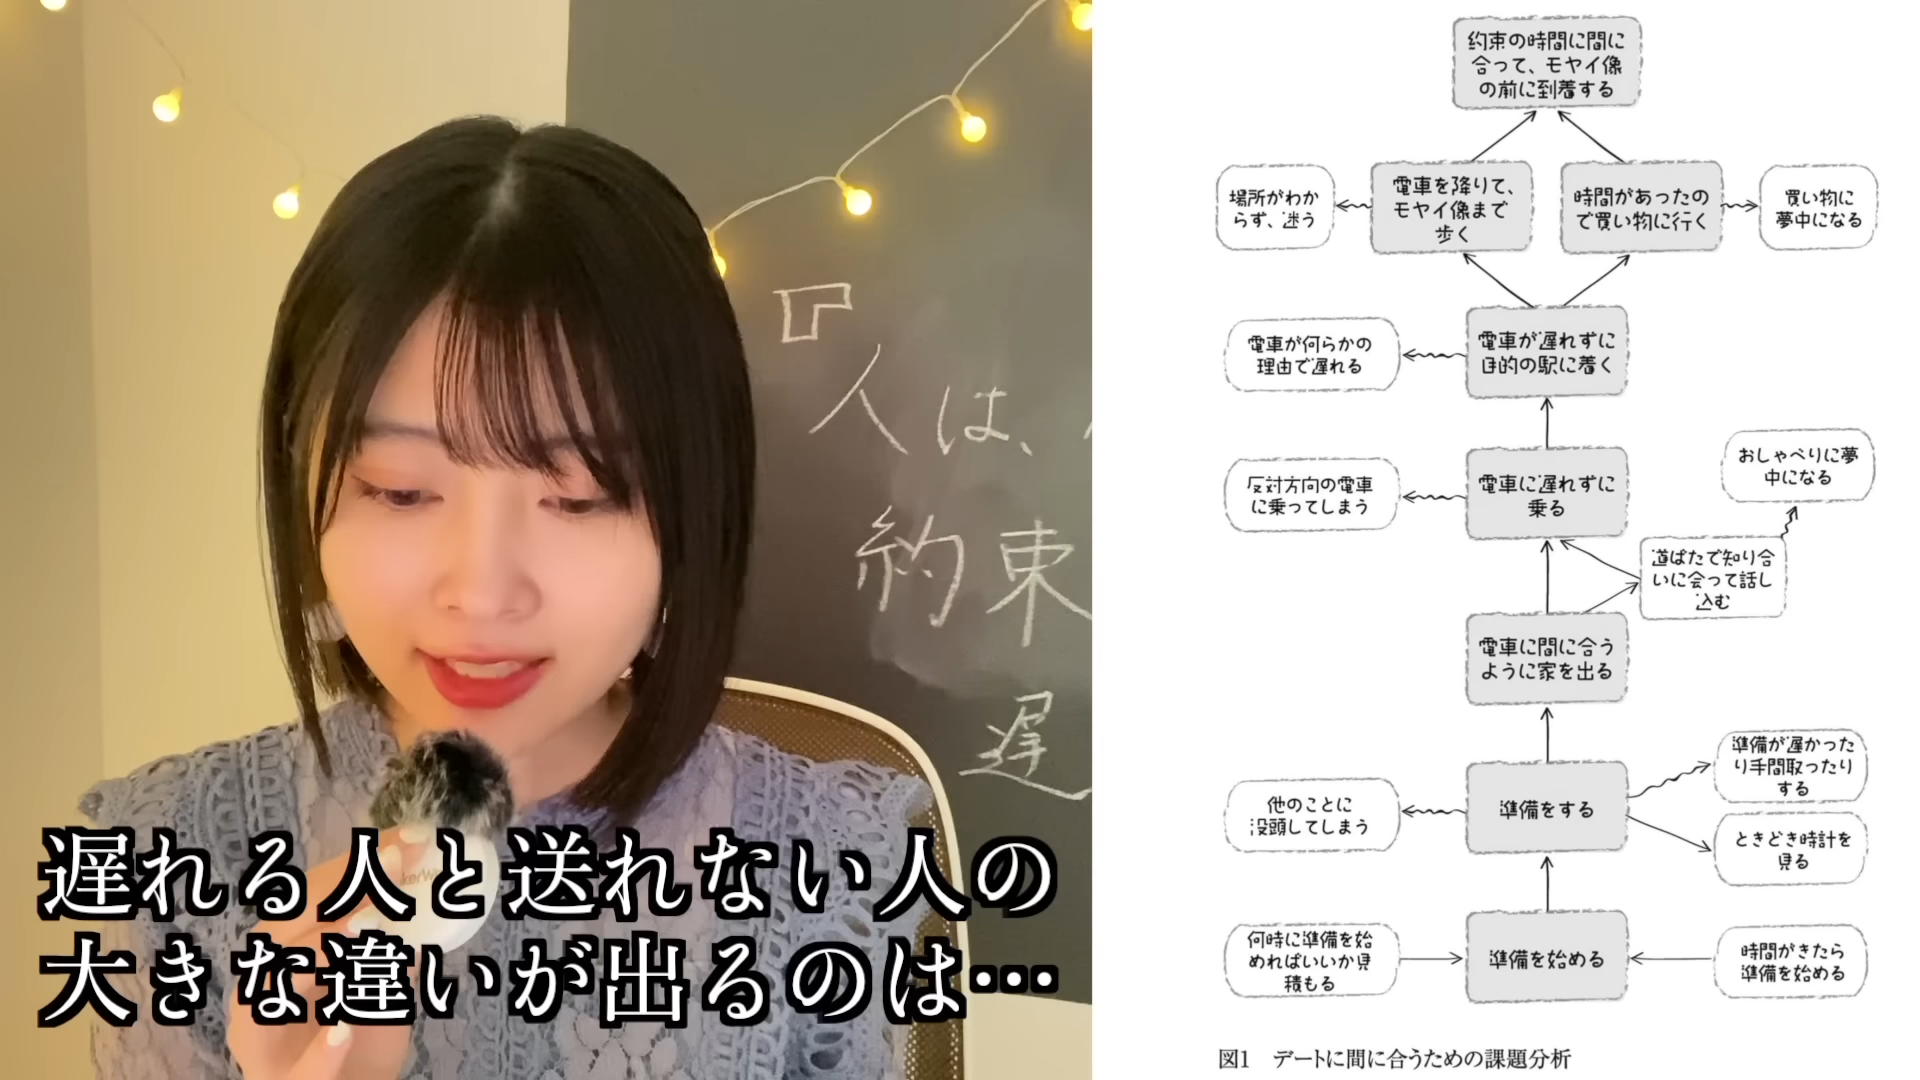 『
人は、
約束
遅
遅れる人と送れない人の
大きな違いが出るのは…
約束の時間に間に
合って、モヤイ像
の前に到着する
場所がわか
らず、迷う
電車を降りて、
モヤイ像まで
歩く
時間があったの
で買い物に行く
買い物に
夢中になる
電車が何らかの
理由で遅れる
電車が遅れずに
目的の駅に着く
反対方向の電車
に乗ってしまう
電車に遅れずに
乗る
おしゃべりに夢
中になる
道ばたで知り合
いに会って話し
込む
電車に間に合う
ように家を出る
他のことに
没頭してしまう
準備をする
準備が遅かった
り手間取ったり
する
ときどき時計を
見る
何時に準備を始
めればいいか見
積もる
準備を始める
時間がきたら
準備を始める
図1 デートに間に合うための課題分析